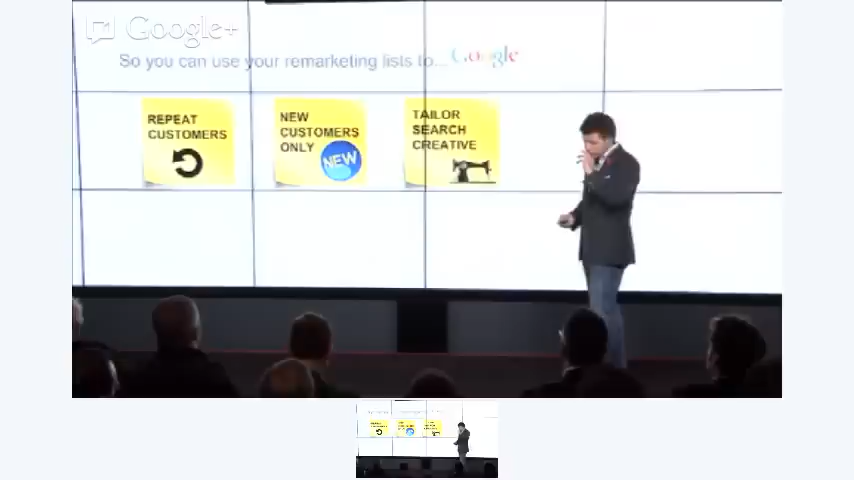 Google+
So you can use your remarketing lists to... Google
REPEAT
CUSTOMERS
NEW
CUSTOMERS
ONLY
NEW
TAILOR
SEARCH
CREATIVE